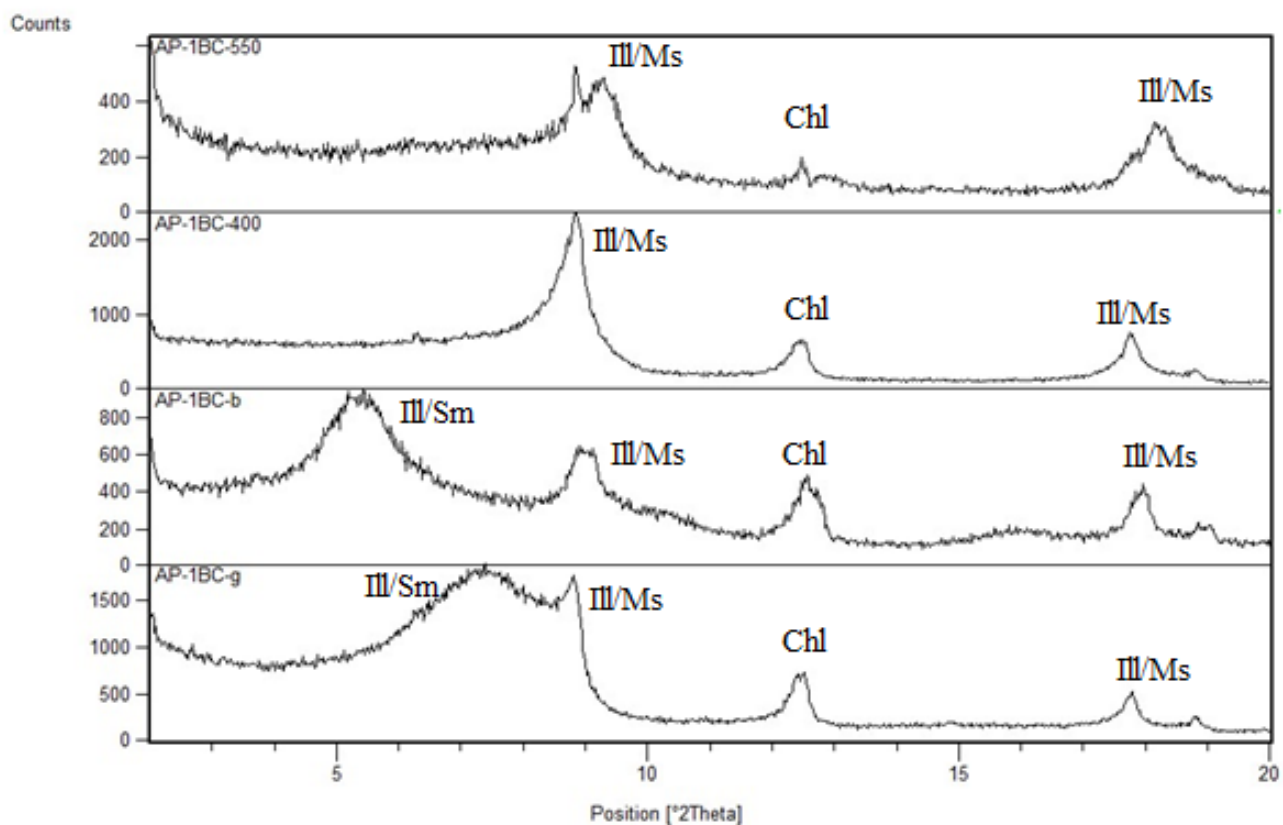 Counts
AP-1BC-550
Ill/Ms
Chl
Ill/Ms
400
200
0
AP-1BC-400
Ill/Ms
Chl
Ill/Ms
2000
1000
0
AP-1BC-b
Ill/Sm
Ill/Ms
Chl
Ill/Ms
800
600
400
200
0
AP-1BC-g
Ill/Sm
Ill/Ms
Chl
Ill/Ms
1500
1000
500
0
5 10 15 20
Position [°2Theta]